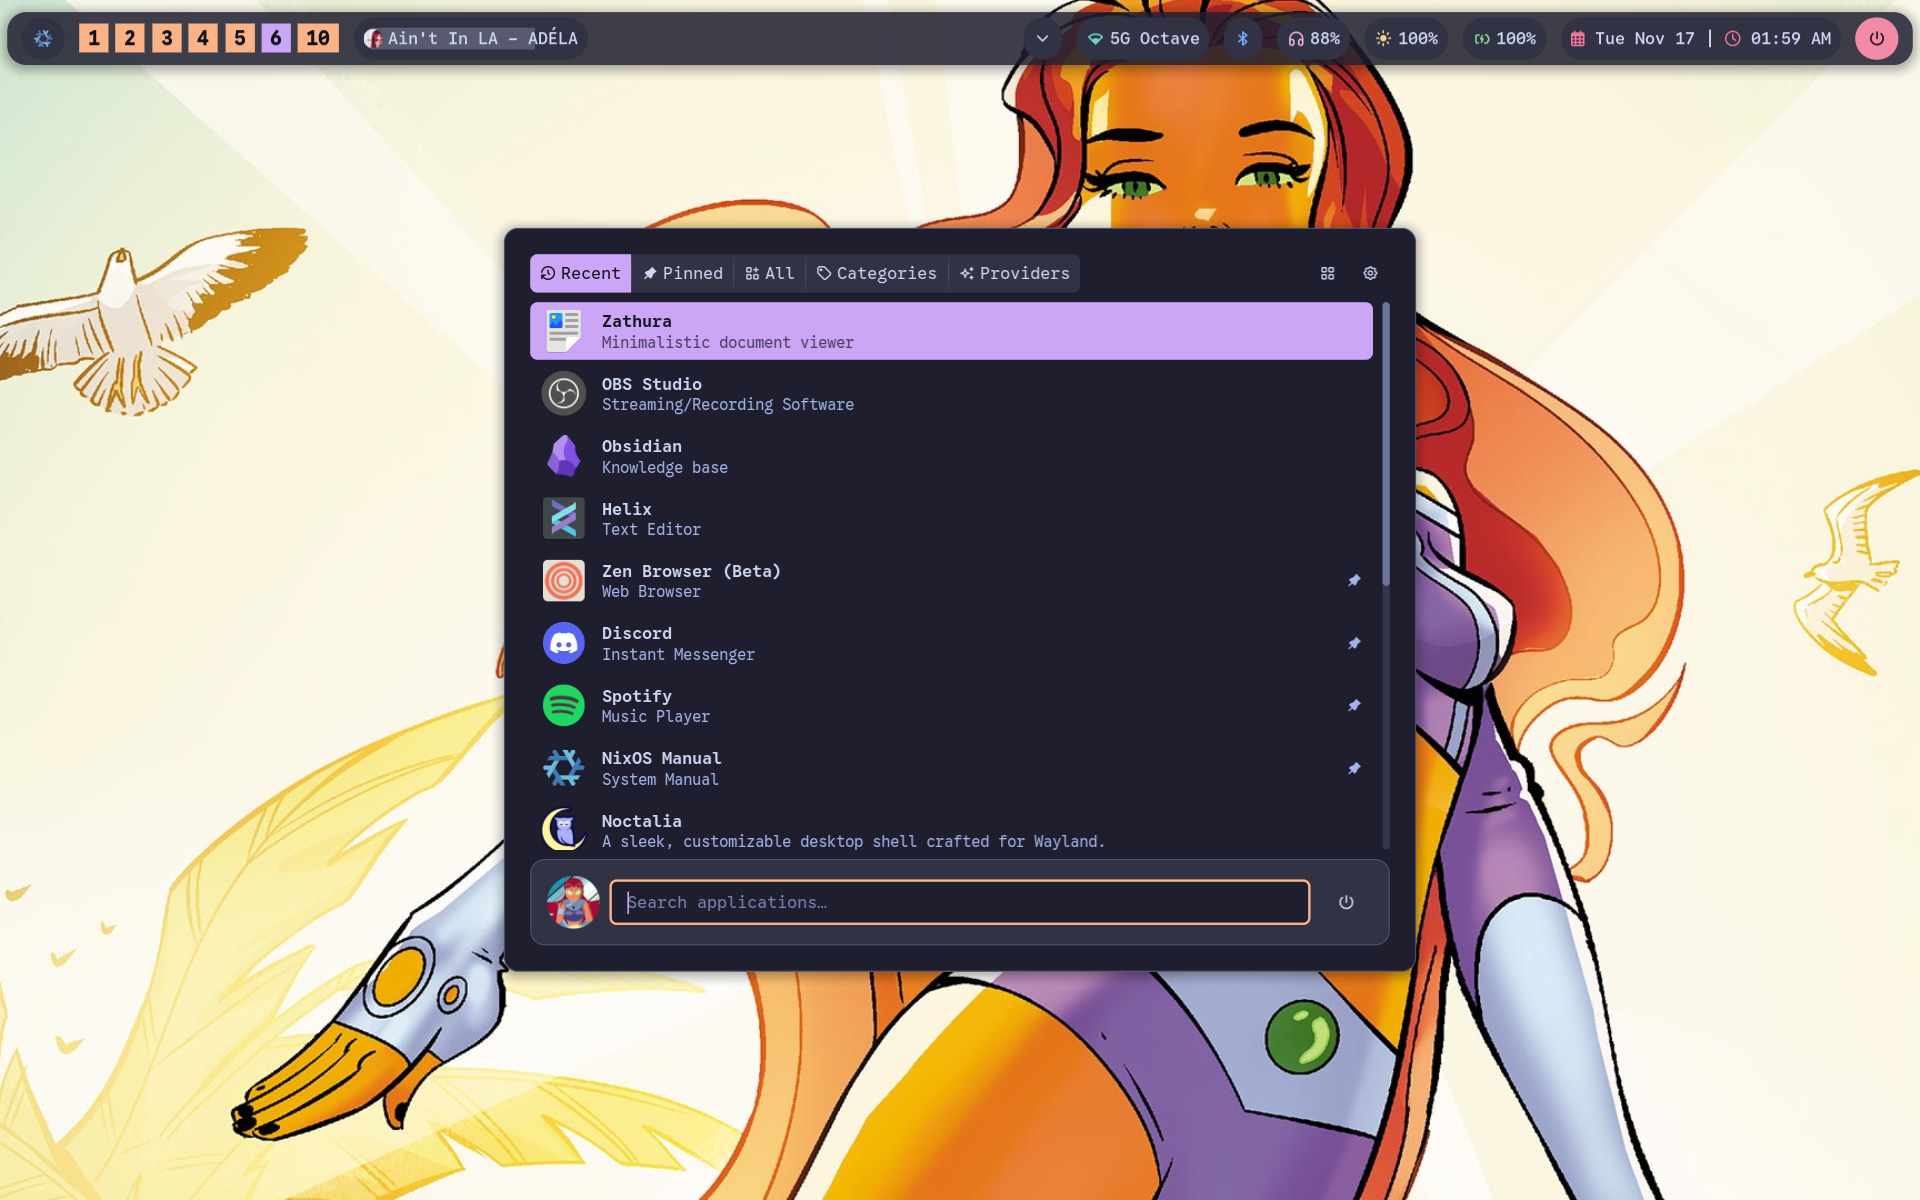 1 2 3 4 5 6 10 Ain't In LA – ADÉLA 5G Octave 88% 100% 100% Tue Nov 17 | 01:59 AM
Recent Pinned All Categories Providers
Zathura
Minimalistic document viewer
OBS Studio
Streaming/Recording Software
Obsidian
Knowledge base
Helix
Text Editor
Zen Browser (Beta)
Web Browser
Discord
Instant Messenger
Spotify
Music Player
NixOS Manual
System Manual
Noctalia
A sleek, customizable desktop shell crafted for Wayland.
Search applications…